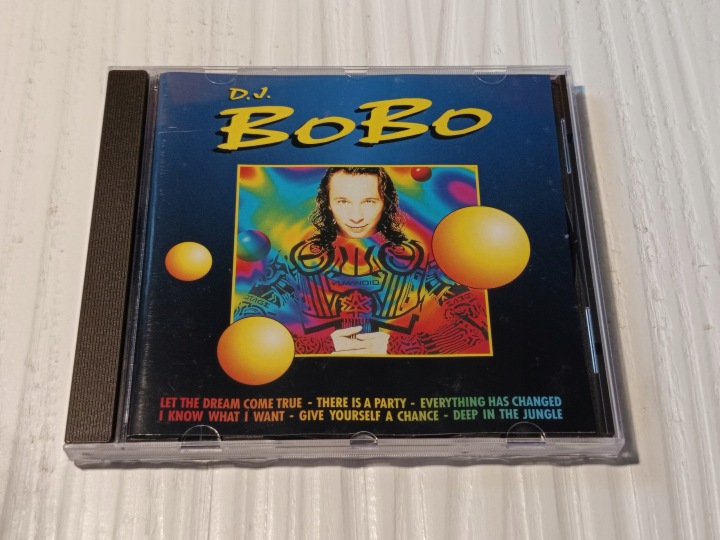 D.J.
BOBO
HUMANOID
LET THE DREAM COME TRUE - THERE IS A PARTY - EVERYTHING HAS CHANGED
I KNOW WHAT I WANT - GIVE YOURSELF A CHANCE - DEEP IN THE JUNGLE